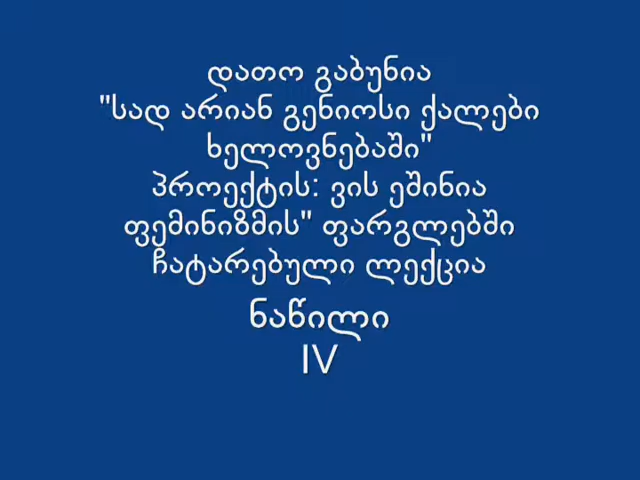 დათო გაბუნია
"სად არიან გენიოსი ქალები
ხელოვნებაში"
პროექტის: ვის ეშინია
ფემინიზმის" ფარგლებში
ჩატარებული ლექცია
ნაწილი
IV